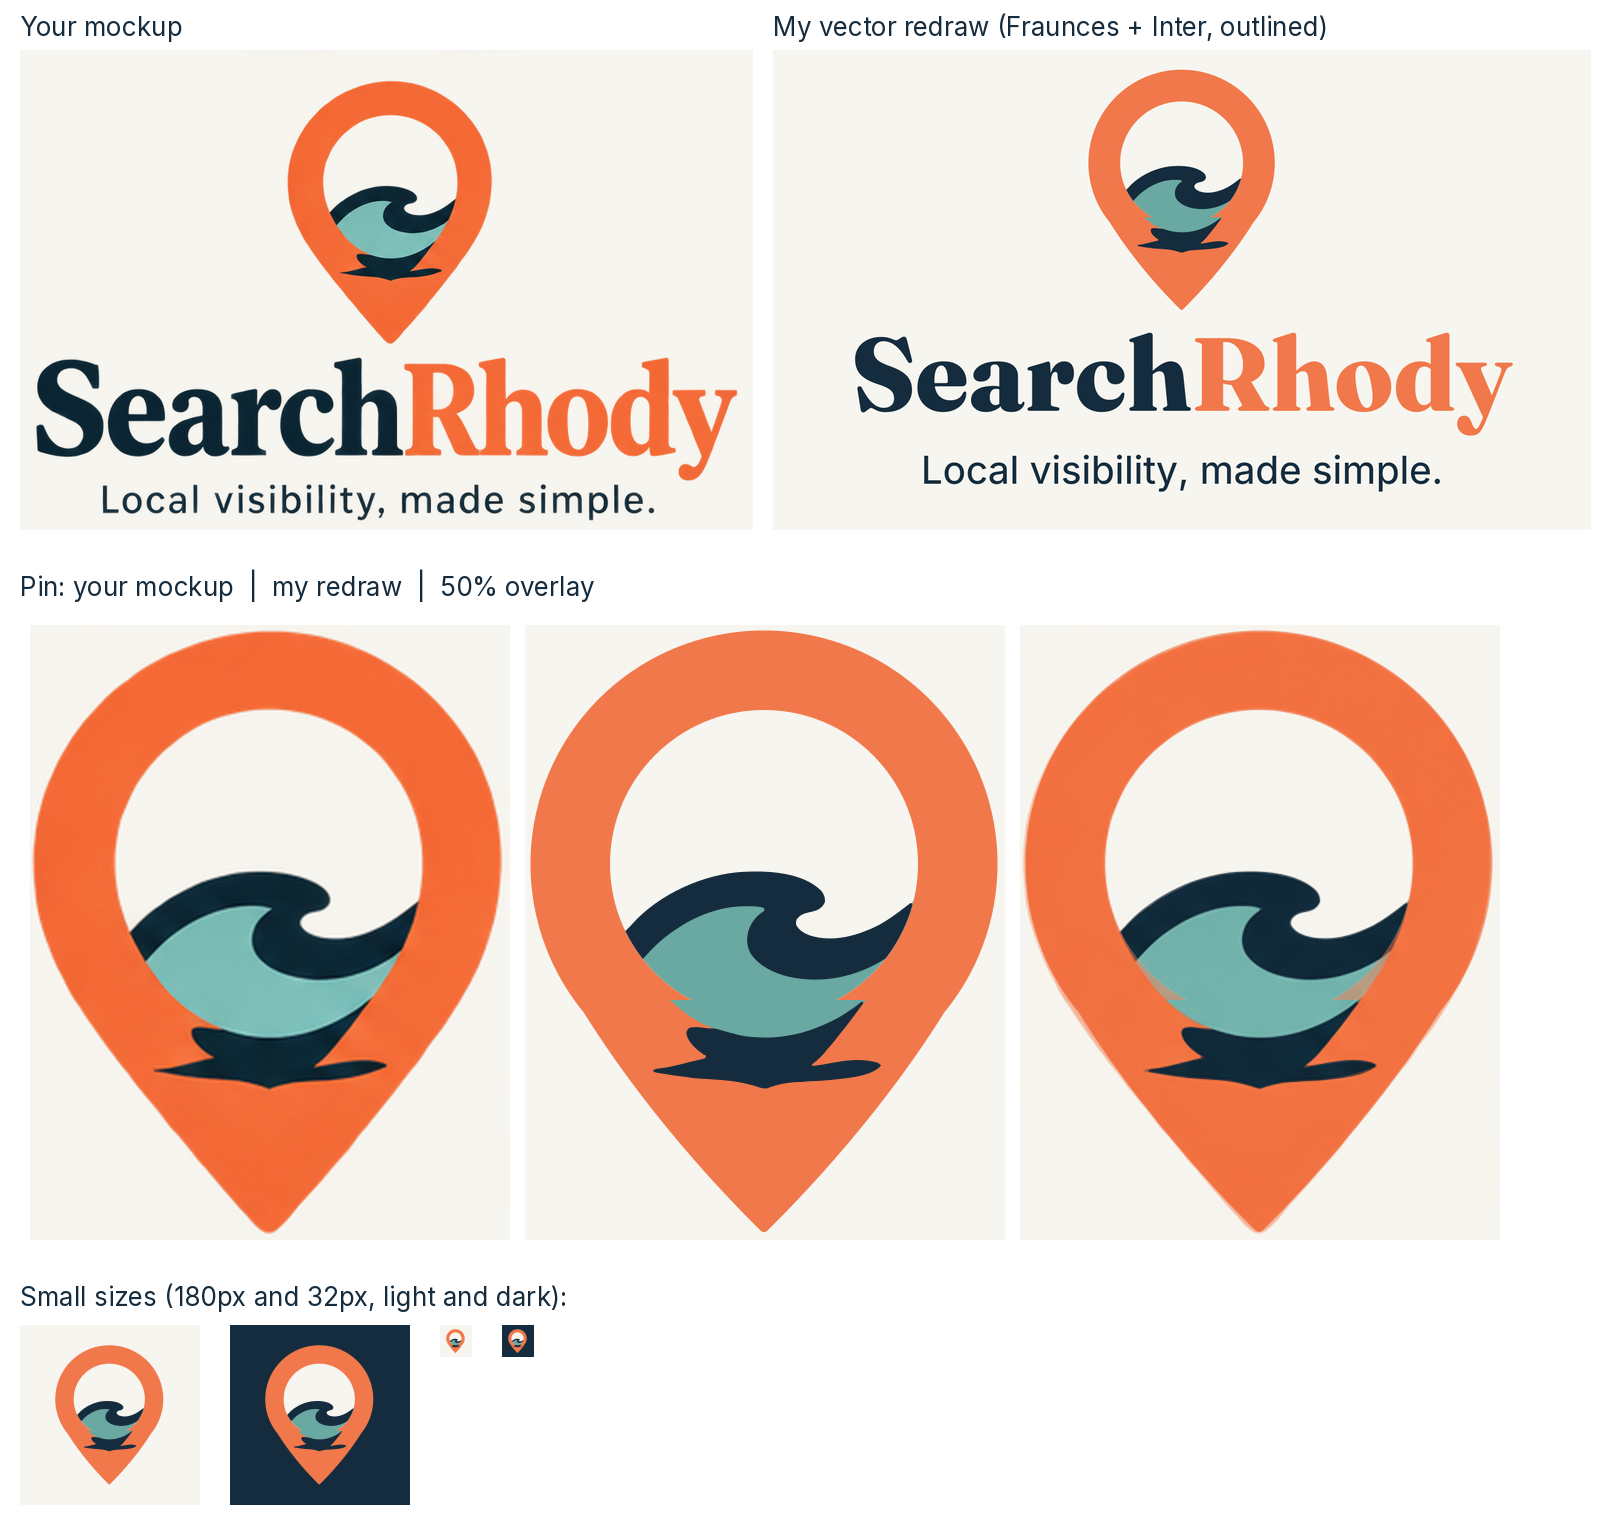 Your mockup
My vector redraw (Fraunces + Inter, outlined)
SearchRhody
Local visibility, made simple.
SearchRhody
Local visibility, made simple.
Pin: your mockup | my redraw | 50% overlay
Small sizes (180px and 32px, light and dark):